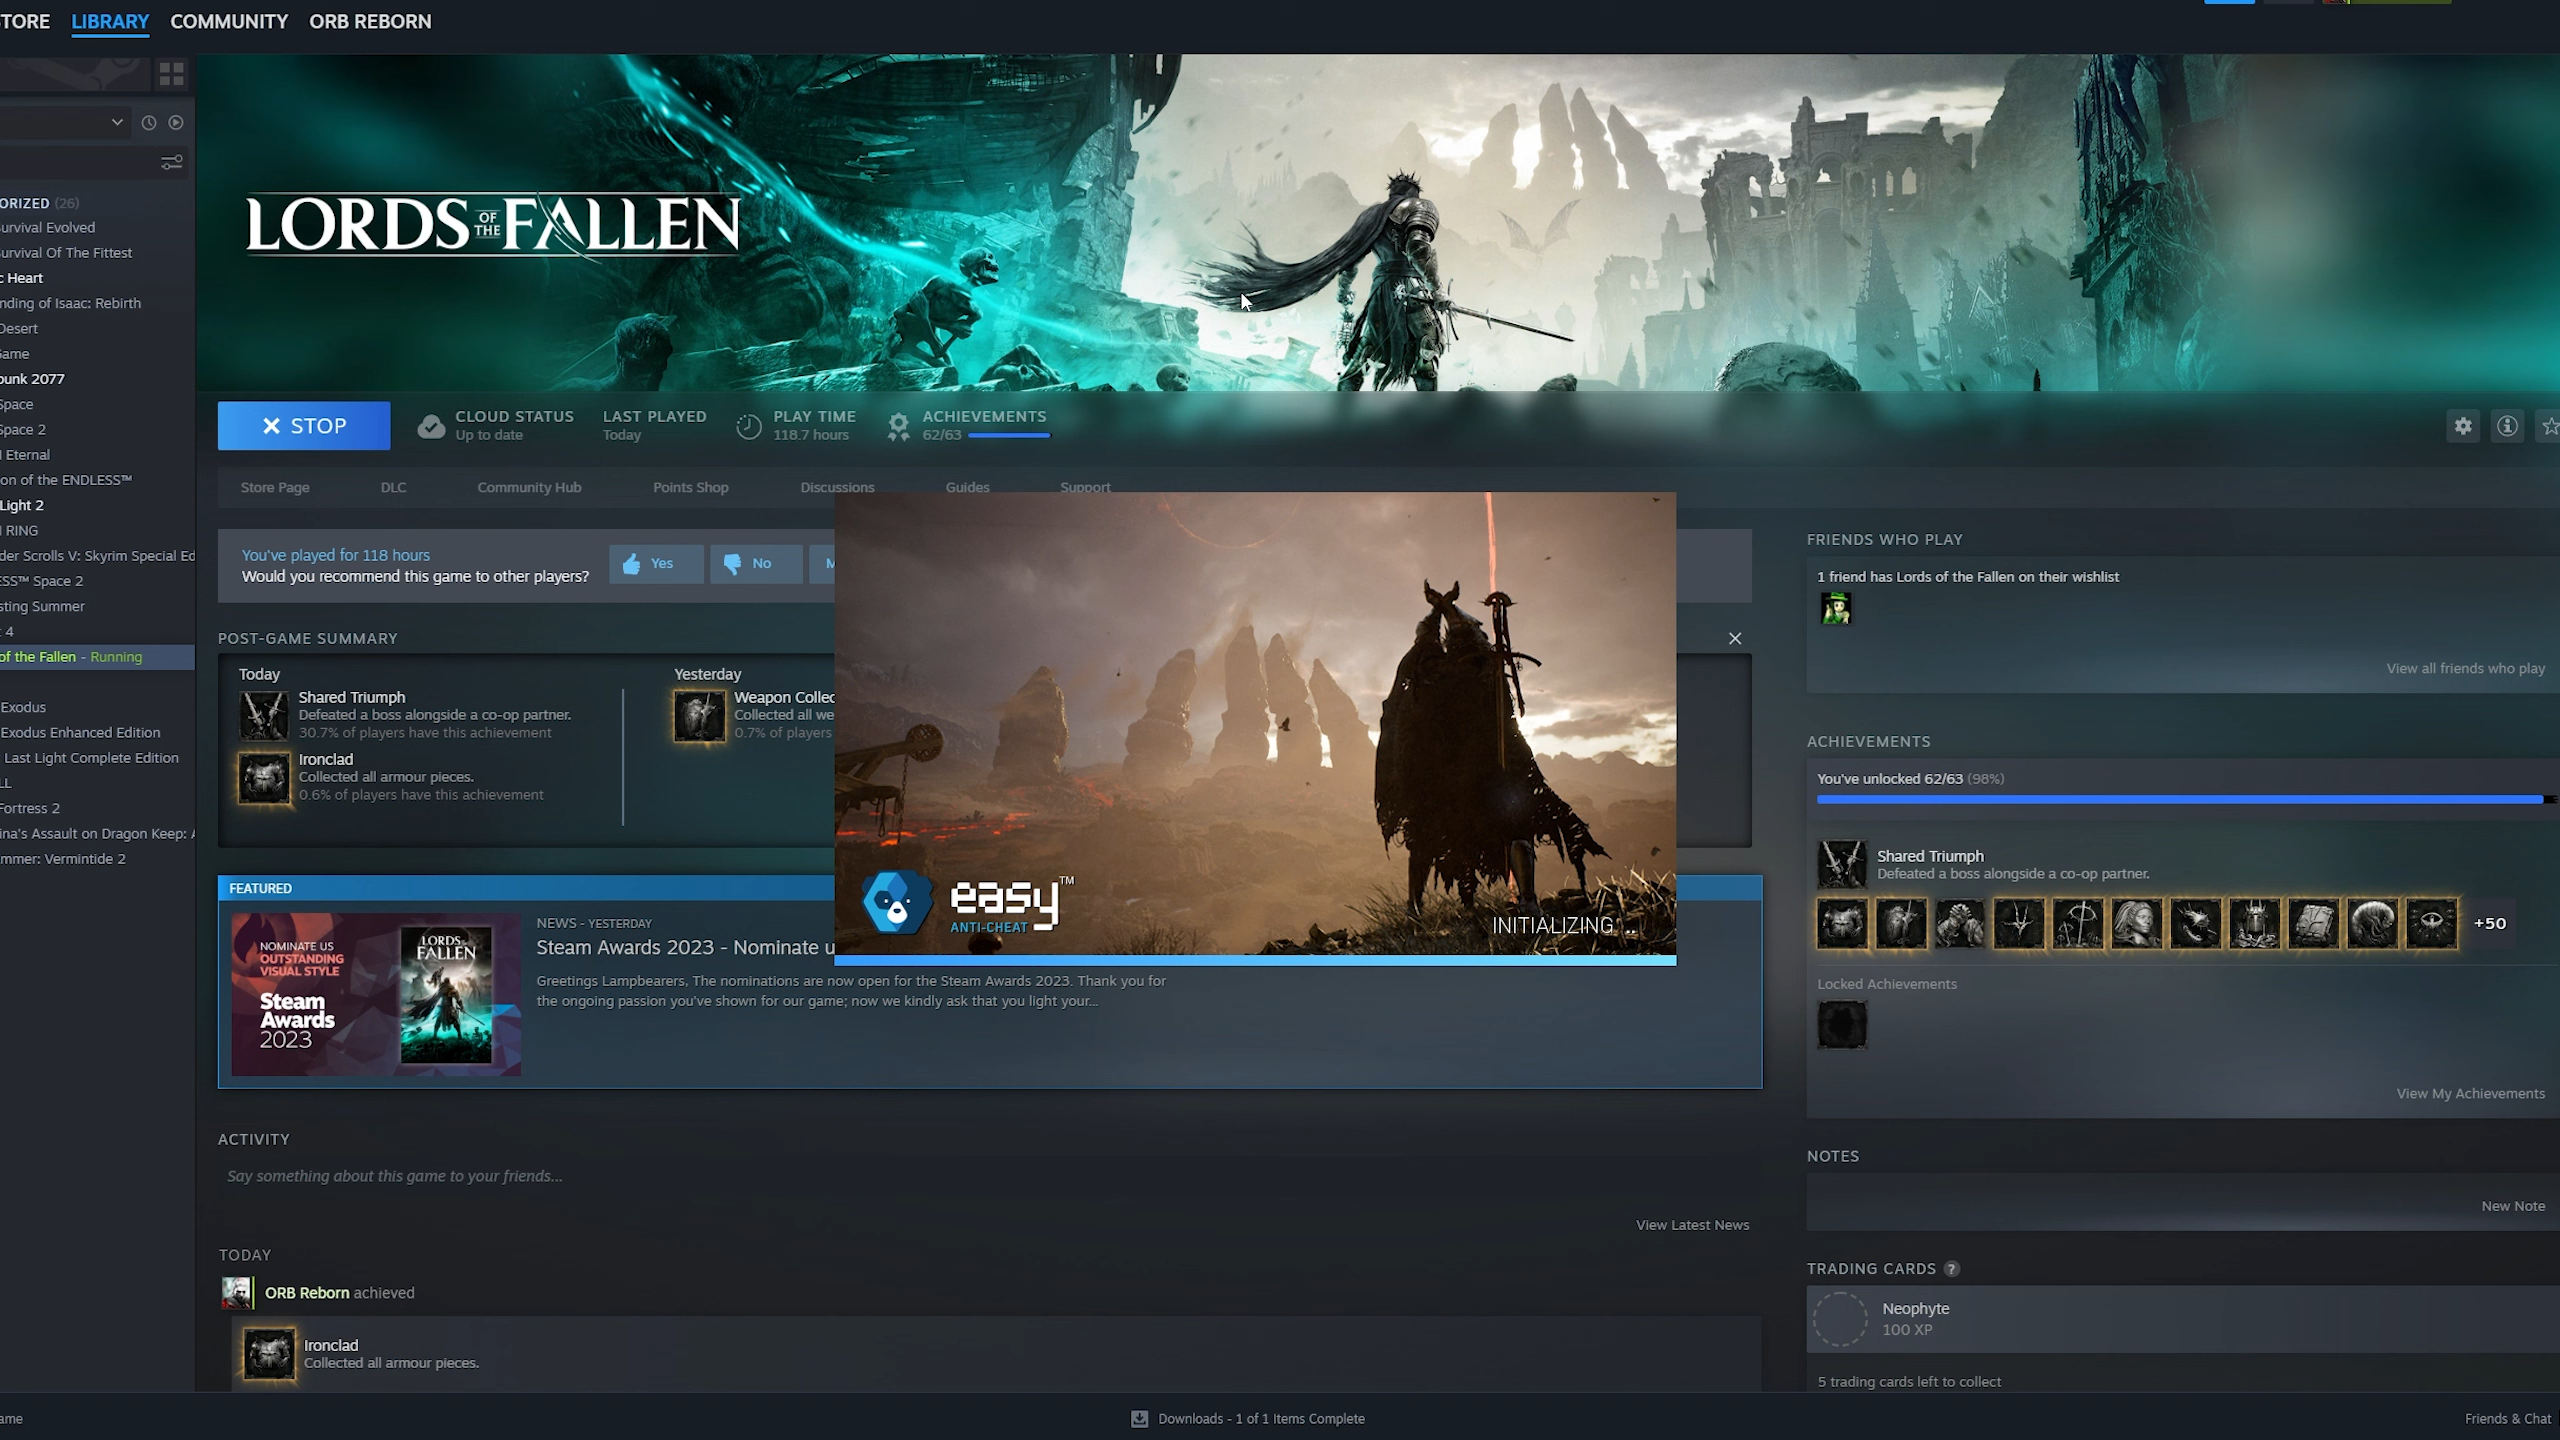 TORE LIBRARY COMMUNITY ORB REBORN
LORDS OF THE FALLEN
ORIZED (26)
urvival Evolved
urvival Of The Fittest
c Heart
nding of Isaac: Rebirth
Desert
Game
punk 2077
Space
Space 2
l Eternal
on of the ENDLESS™
Light 2
RING
der Scrolls V: Skyrim Special Ed
ESS™ Space 2
sting Summer
4
of the Fallen - Running
Exodus
Exodus Enhanced Edition
Last Light Complete Edition
LL
Fortress 2
ina's Assault on Dragon Keep: A
mmer: Vermintide 2
STOP
CLOUD STATUS
Up to date
LAST PLAYED
Today
PLAY TIME
118.7 hours
ACHIEVEMENTS
62/63
Store Page DLC Community Hub Points Shop Discussions Guides Support
You've played for 118 hours
Would you recommend this game to other players?
Yes No M
POST-GAME SUMMARY
Today
Shared Triumph
Defeated a boss alongside a co-op partner.
30.7% of players have this achievement
Ironclad
Collected all armour pieces.
0.6% of players have this achievement
Yesterday
Weapon Collec
Collected all we
0.7% of players
easy™
ANTI-CHEAT
INITIALIZING ..
FEATURED
NOMINATE US
OUTSTANDING
VISUAL STYLE
Steam
Awards
2023
LORDS OF THE
FALLEN
NEWS - YESTERDAY
Steam Awards 2023 - Nominate u
Greetings Lampbearers, The nominations are now open for the Steam Awards 2023. Thank you for
the ongoing passion you've shown for our game; now we kindly ask that you light your...
ACTIVITY
Say something about this game to your friends...
View Latest News
TODAY
ORB Reborn achieved
Ironclad
Collected all armour pieces.
FRIENDS WHO PLAY
1 friend has Lords of the Fallen on their wishlist
View all friends who play
ACHIEVEMENTS
You've unlocked 62/63 (98%)
Shared Triumph
Defeated a boss alongside a co-op partner.
+50
Locked Achievements
View My Achievements
NOTES
New Note
TRADING CARDS ?
Neophyte
100 XP
5 trading cards left to collect
ame
Downloads - 1 of 1 Items Complete
Friends & Chat